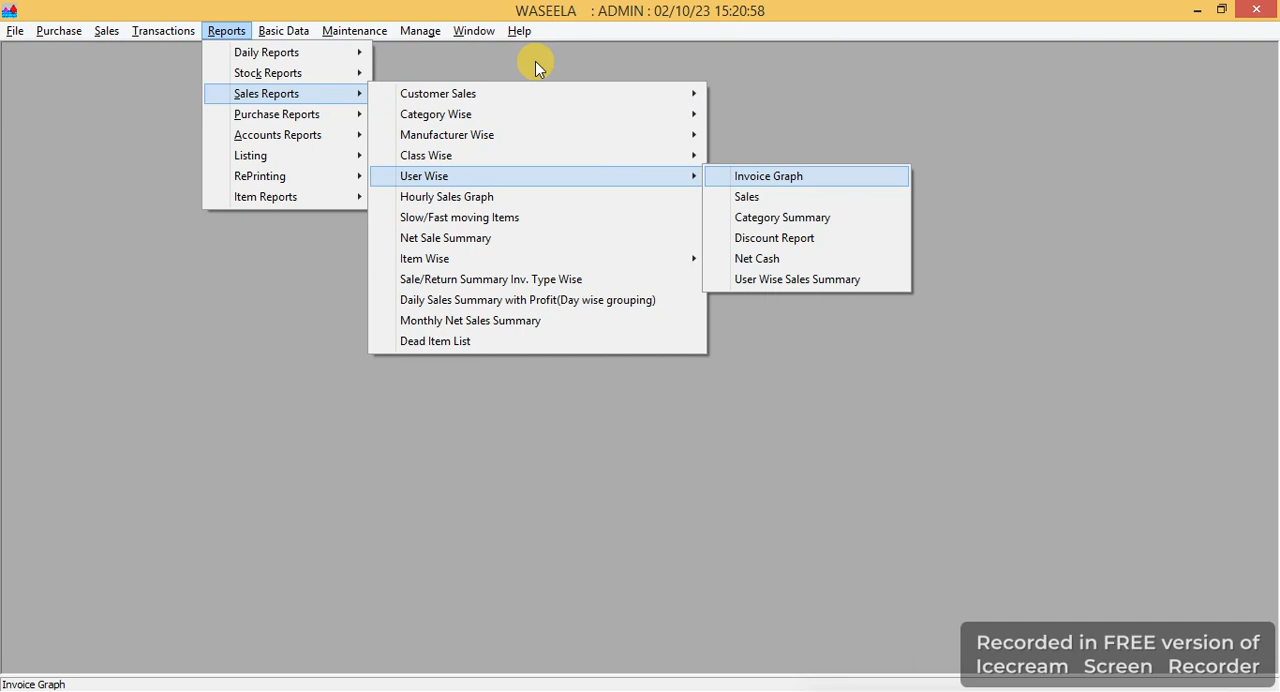 WASEELA : ADMIN : 02/10/23 15:20:58
File Purchase Sales Transactions Reports Basic Data Maintenance Manage Window Help
Daily Reports
Stock Reports
Sales Reports
Purchase Reports
Accounts Reports
Listing
RePrinting
Item Reports
Customer Sales
Category Wise
Manufacturer Wise
Class Wise
User Wise
Hourly Sales Graph
Slow/Fast moving Items
Net Sale Summary
Item Wise
Sale/Return Summary Inv. Type Wise
Daily Sales Summary with Profit(Day wise grouping)
Monthly Net Sales Summary
Dead Item List
Invoice Graph
Sales
Category Summary
Discount Report
Net Cash
User Wise Sales Summary
Recorded in FREE version of
Icecream Screen Recorder
Invoice Graph